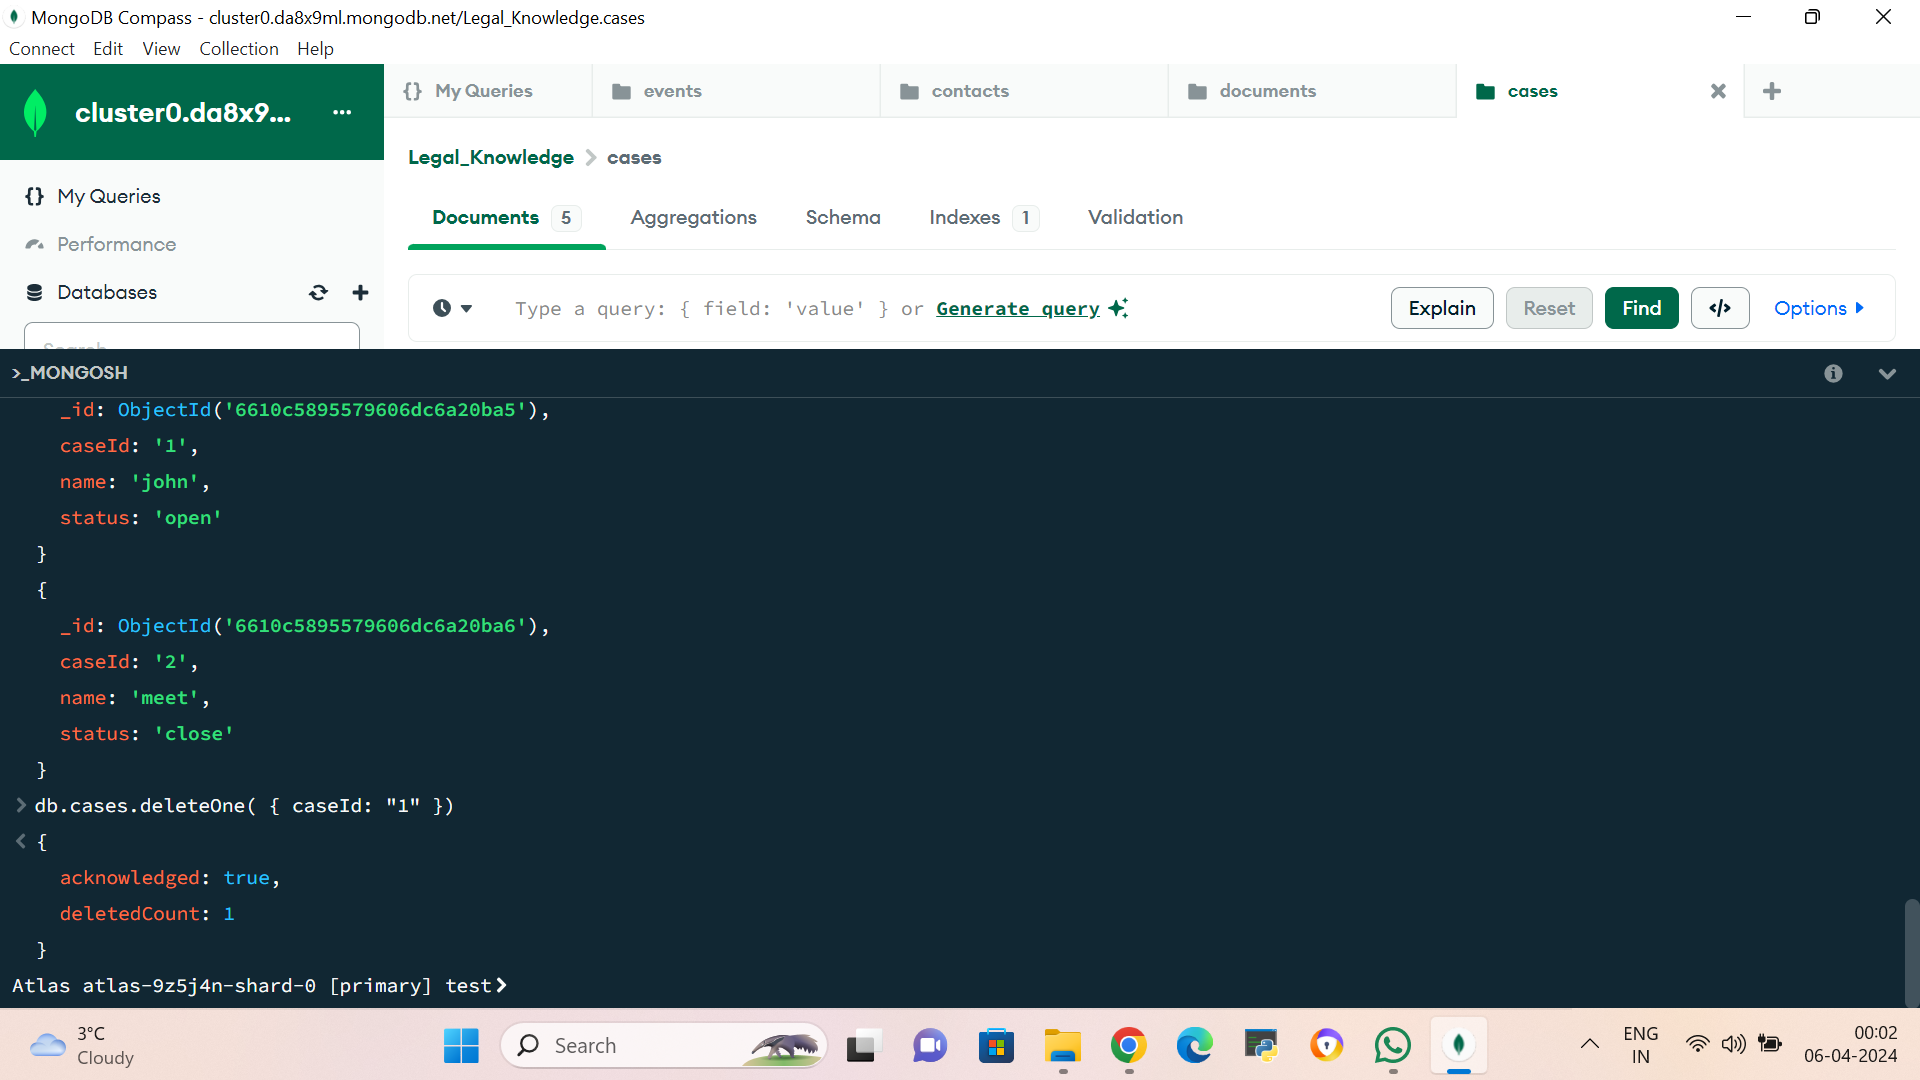 MongoDB Compass - cluster0.da8x9ml.mongodb.net/Legal_Knowledge.cases
Connect Edit View Collection Help
cluster0.da8x9... ...
{} My Queries events contacts documents cases
Legal_Knowledge > cases
{} My Queries
Performance
Databases
Search
Documents 5 Aggregations Schema Indexes 1 Validation
Type a query: { field: 'value' } or Generate query Explain Reset Find </> Options
>_MONGOSH
_id: ObjectId('6610c5895579606dc6a20ba5'),
caseId: '1',
name: 'john',
status: 'open'
}
{
_id: ObjectId('6610c5895579606dc6a20ba6'),
caseId: '2',
name: 'meet',
status: 'close'
}
> db.cases.deleteOne( { caseId: "1" })
< {
acknowledged: true,
deletedCount: 1
}
Atlas atlas-9z5j4n-shard-0 [primary] test>
3°C
Cloudy
Search
ENG
IN
00:02
06-04-2024